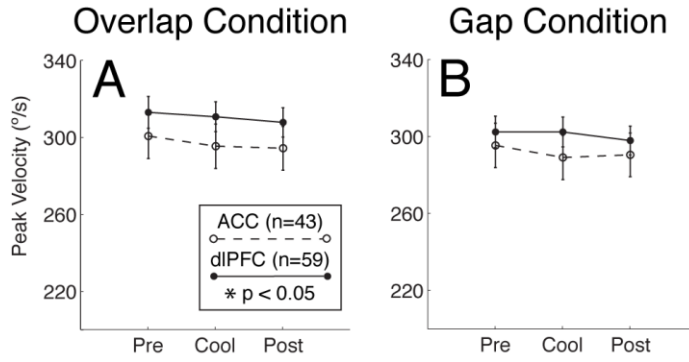 Overlap Condition
Gap Condition
A
B
Peak Velocity (º/s)
340
300
260
220
ACC (n=43)
dlPFC (n=59)
* p < 0.05
Pre Cool Post
340
300
260
220
Pre Cool Post